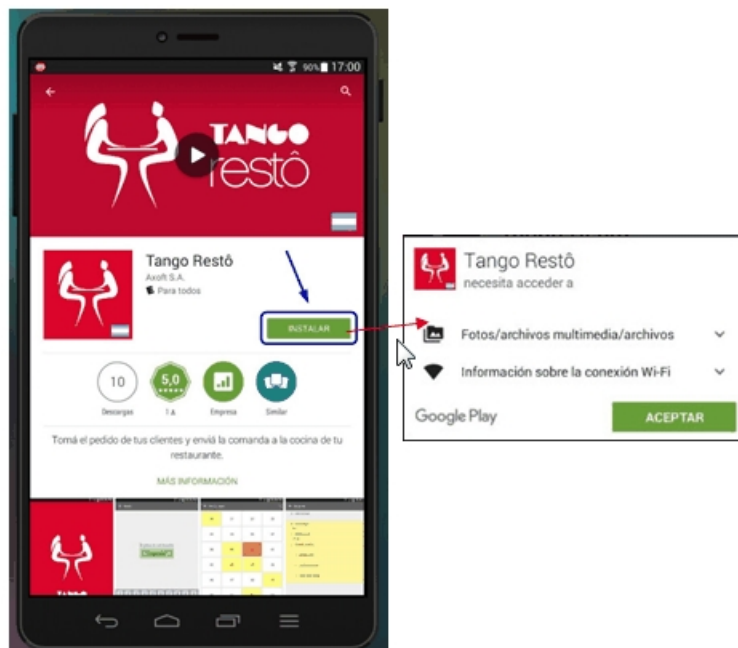 90% 17:00
TANGO
restô
Tango Restô
Axoft S.A.
Para todos
INSTALAR
10
5,0
Descargas
1
Empresa
Similar
Tomá el pedido de tus clientes y enviá la comanda a la cocina de tu
restaurante.
MÁS INFORMACIÓN
TANGO
Tango Restô
necesita acceder a
Fotos/archivos multimedia/archivos
Información sobre la conexión Wi-Fi
Google Play
ACEPTAR